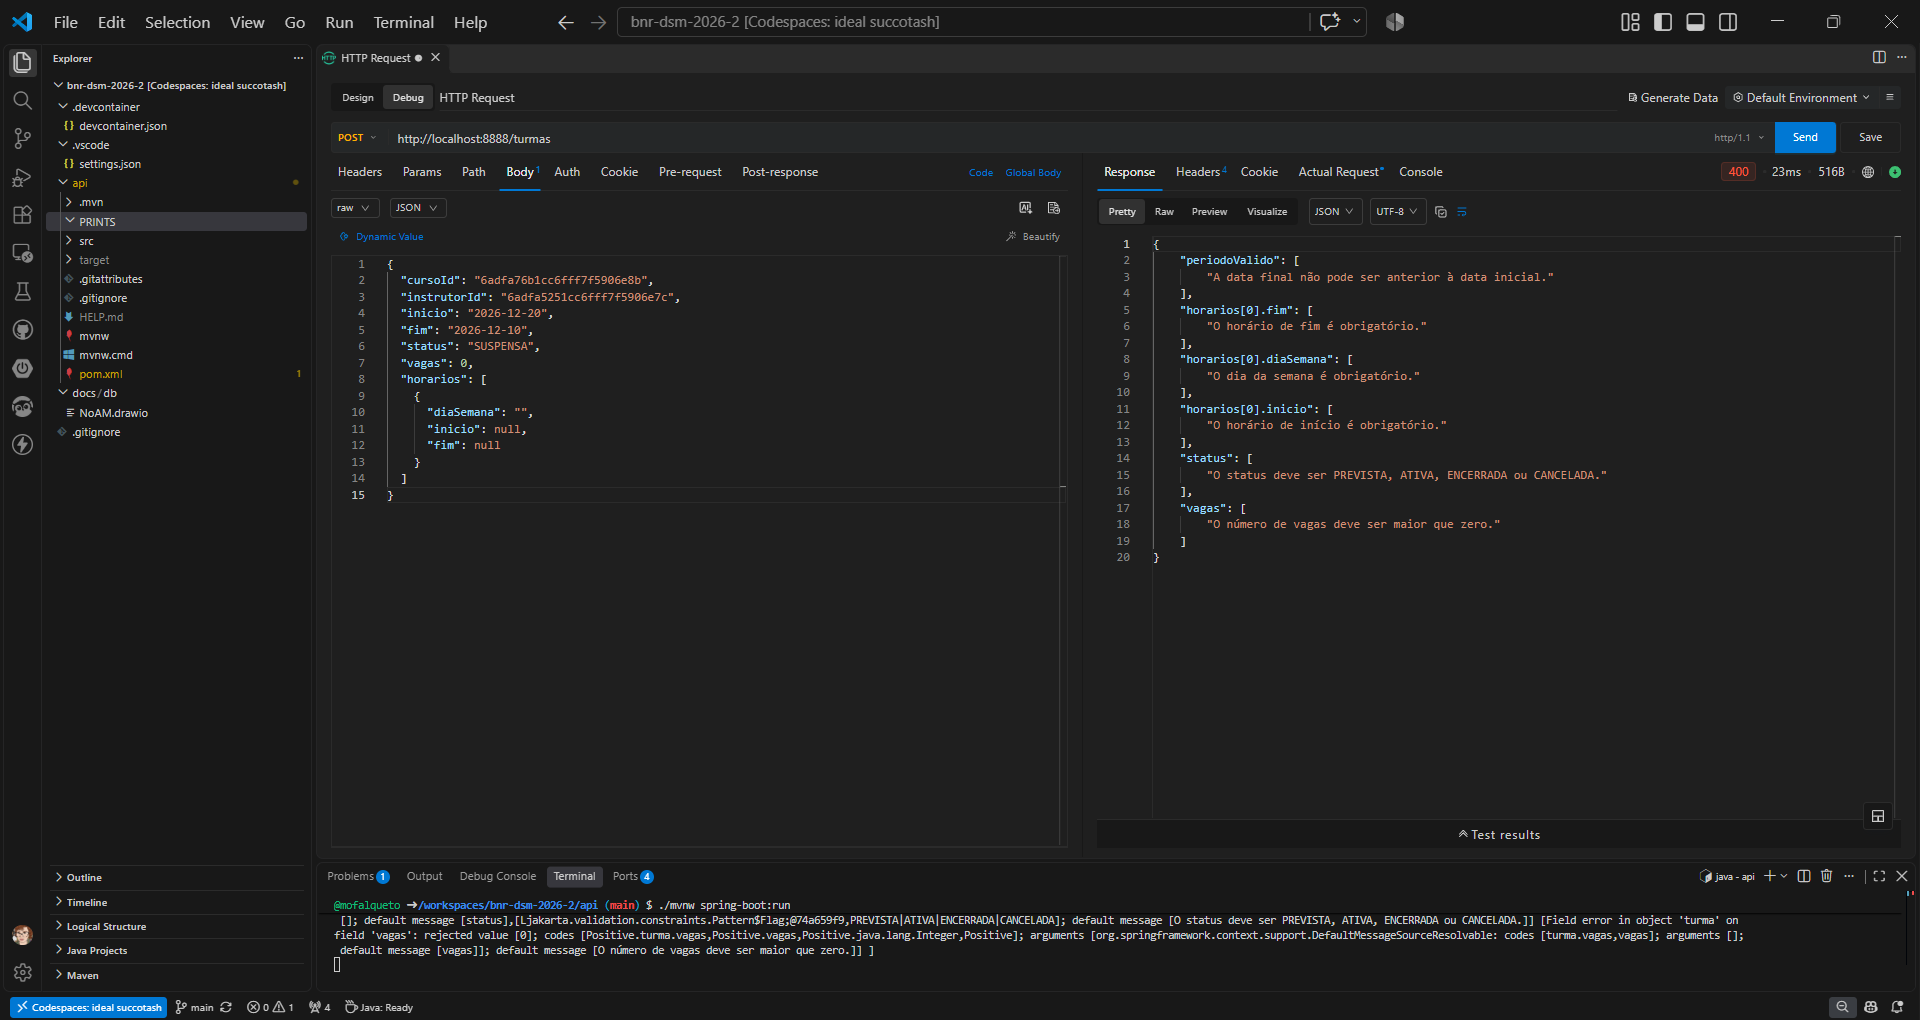 File Edit Selection View Go Run Terminal Help
bnr-dsm-2026-2 [Codespaces: ideal succotash]
Explorer
bnr-dsm-2026-2 [Codespaces: ideal succotash]
.devcontainer
{} devcontainer.json
.vscode
{} settings.json
api
.mvn
PRINTS
src
target
.gitattributes
.gitignore
HELP.md
mvnw
mvnw.cmd
pom.xml 1
docs / db
NoAM.drawio
.gitignore
Outline
Timeline
Logical Structure
Java Projects
Maven
HTTP Request
Design Debug HTTP Request
Generate Data Default Environment
POST http://localhost:8888/turmas http/1.1 Send Save
Headers Params Path Body 1 Auth Cookie Pre-request Post-response Code Global Body
raw JSON
Dynamic Value Beautify
1 {
2 "cursoId": "6adfa76b1cc6fff7f5906e8b",
3 "instrutorId": "6adfa5251cc6fff7f5906e7c",
4 "inicio": "2026-12-20",
5 "fim": "2026-12-10",
6 "status": "SUSPENSA",
7 "vagas": 0,
8 "horarios": [
9 {
10 "diaSemana": "",
11 "inicio": null,
12 "fim": null
13 }
14 ]
15 }
Response Headers 4 Cookie Actual Request Console 400 23ms 516B
Pretty Raw Preview Visualize JSON UTF-8
1 {
2 "periodoValido": [
3 "A data final não pode ser anterior à data inicial."
4 ],
5 "horarios[0].fim": [
6 "O horário de fim é obrigatório."
7 ],
8 "horarios[0].diaSemana": [
9 "O dia da semana é obrigatório."
10 ],
11 "horarios[0].inicio": [
12 "O horário de início é obrigatório."
13 ],
14 "status": [
15 "O status deve ser PREVISTA, ATIVA, ENCERRADA ou CANCELADA."
16 ],
17 "vagas": [
18 "O número de vagas deve ser maior que zero."
19 ]
20 }
Test results
Problems 1 Output Debug Console Terminal Ports 4 java - api
@mofalqueto ➜/workspaces/bnr-dsm-2026-2/api (main) $ ./mvnw spring-boot:run
[]; default message [status],[Ljakarta.validation.constraints.Pattern$Flag;@74a659f9,PREVISTA|ATIVA|ENCERRADA|CANCELADA]; default message [O status deve ser PREVISTA, ATIVA, ENCERRADA ou CANCELADA.]] [Field error in object 'turma' on
field 'vagas': rejected value [0]; codes [Positive.turma.vagas,Positive.vagas,Positive.java.lang.Integer,Positive]; arguments [org.springframework.context.support.DefaultMessageSourceResolvable: codes [turma.vagas,vagas]; arguments [];
default message [vagas]]; default message [O número de vagas deve ser maior que zero.]] ]
Codespaces: ideal succotash main 0 1 4 Java: Ready